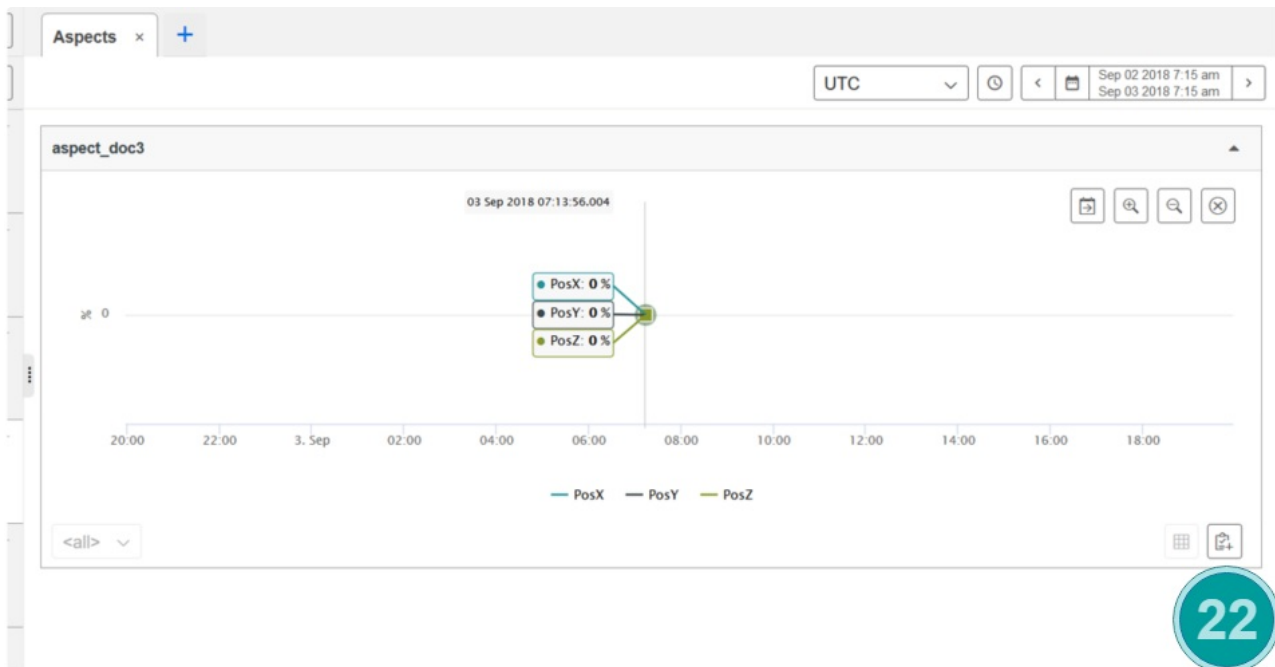 Aspects × +
UTC
Sep 02 2018 7:15 am
Sep 03 2018 7:15 am
aspect_doc3
03 Sep 2018 07:13:56.004
PosX: 0 %
% 0
PosY: 0 %
PosZ: 0 %
20:00 22:00 3. Sep 02:00 04:00 06:00 08:00 10:00 12:00 14:00 16:00 18:00
PosX PosY PosZ
<all>
22